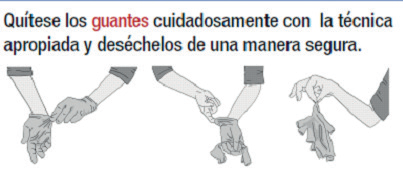 Quítese los guantes cuidadosamente con la técnica
apropiada y deséchelos de una manera segura.